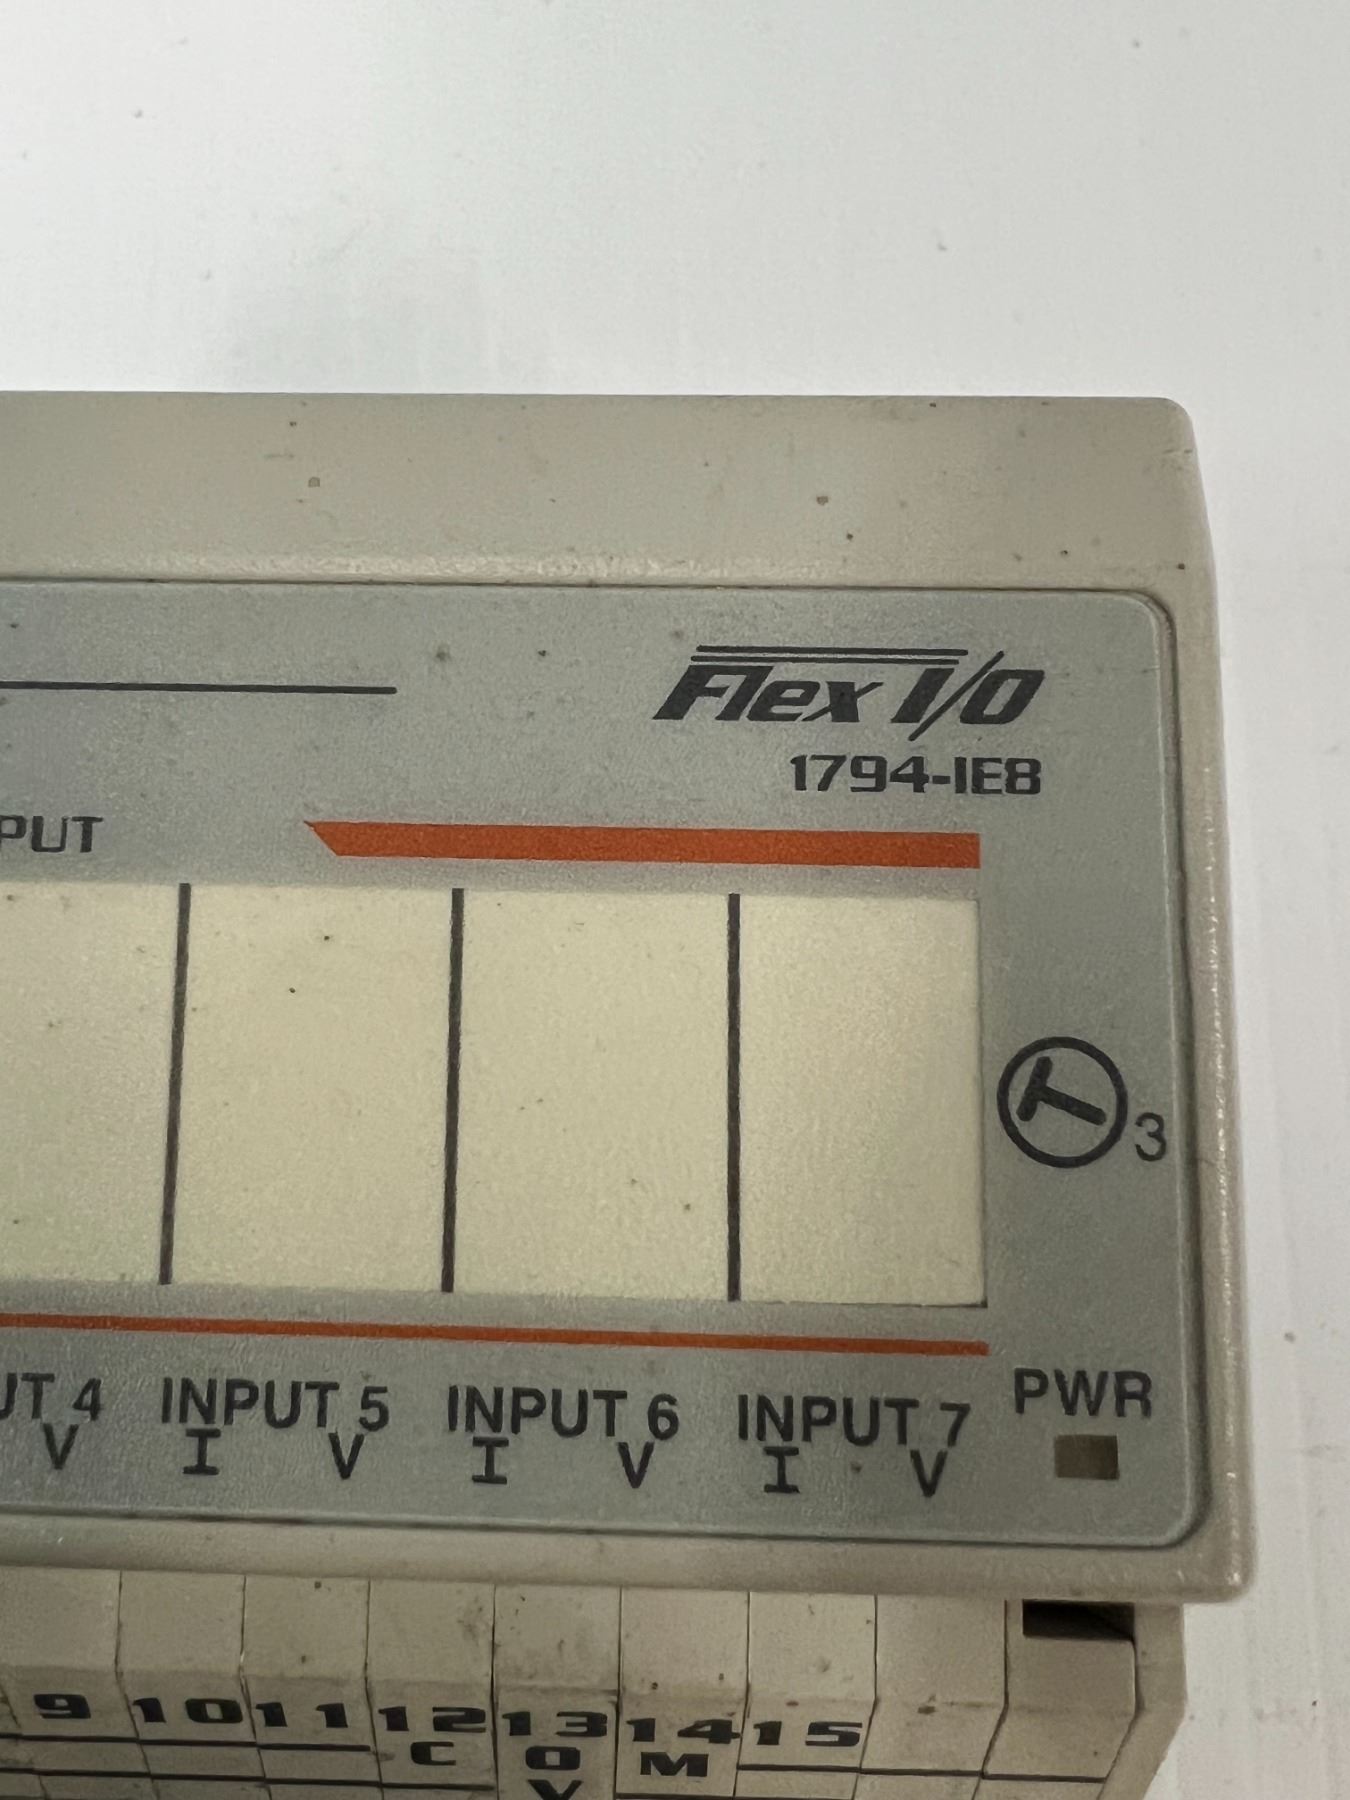 Flex I/O
1794-IE8
PUT
3
UT 4 INPUT 5 INPUT 6 INPUT 7 PWR
V I V I V I V
9 10 11 12 13 14 15
C O M
V